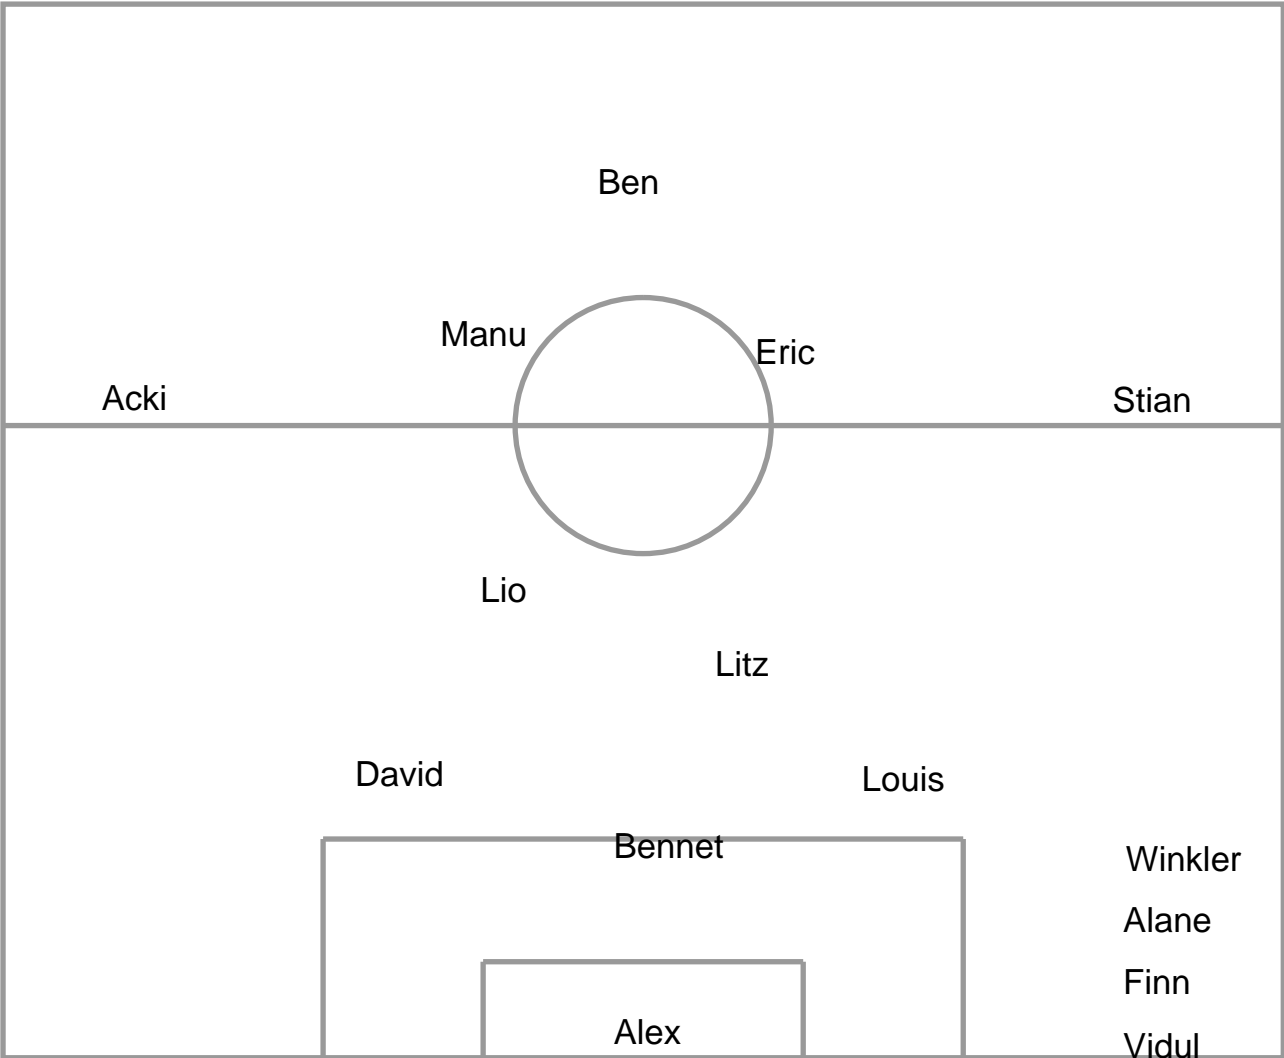 Ben
Manu
Eric
Acki
Stian
Lio
Litz
David
Louis
Bennet
Winkler
Alane
Finn
Alex
Vidul